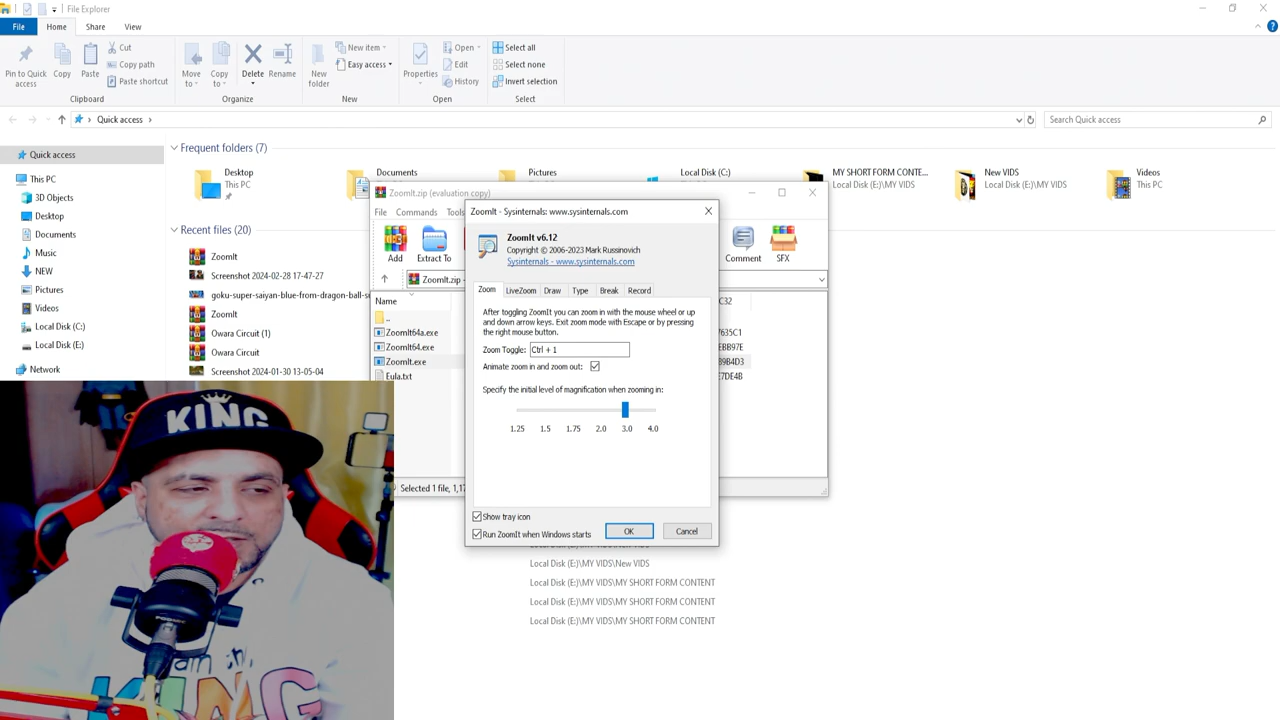 File Explorer
File Home Share View
Pin to Quick access
Copy
Paste
Cut
Copy path
Paste shortcut
Clipboard
Move to
Copy to
Delete
Rename
Organize
New folder
New item
Easy access
New
Properties
Open
Edit
History
Open
Select all
Select none
Invert selection
Select
Quick access
Search Quick access
Quick access
This PC
3D Objects
Desktop
Documents
Music
NEW
Pictures
Videos
Local Disk (C:)
Local Disk (E:)
Network
Frequent folders (7)
Desktop
This PC
Documents
Pictures
Local Disk (C:)
MY SHORT FORM CONTE...
Local Disk (E:)\MY VIDS
New VIDS
Local Disk (E:)\MY VIDS
Videos
This PC
Recent files (20)
ZoomIt
Screenshot 2024-02-28 17-47-27
goku-super-saiyan-blue-from-dragon-ball-s
ZoomIt
Owara Circuit (1)
Owara Circuit
Screenshot 2024-01-30 13-05-04
ZoomIt.zip (evaluation copy)
File Commands Tools
Add
Extract To
Comment
SFX
ZoomIt.zip -
Name
..
ZoomIt64a.exe
ZoomIt64.exe
ZoomIt.exe
Eula.txt
C32
7635C1
EBB97E
9B4D3
E7DE4B
Selected 1 file, 1,17
ZoomIt - Sysinternals: www.sysinternals.com
ZoomIt v6.12
Copyright © 2006-2023 Mark Russinovich
Sysinternals - www.sysinternals.com
Zoom LiveZoom Draw Type Break Record
After toggling ZoomIt you can zoom in with the mouse wheel or up
and down arrow keys. Exit zoom mode with Escape or by pressing
the right mouse button.
Zoom Toggle: Ctrl + 1
Animate zoom in and zoom out:
Specify the initial level of magnification when zooming in:
1.25 1.5 1.75 2.0 3.0 4.0
Show tray icon
Run ZoomIt when Windows starts
OK
Cancel
Local Disk (E:)\MY VIDS\New VIDS
Local Disk (E:)\MY VIDS\MY SHORT FORM CONTENT
Local Disk (E:)\MY VIDS\MY SHORT FORM CONTENT
Local Disk (E:)\MY VIDS\MY SHORT FORM CONTENT
KING
KING